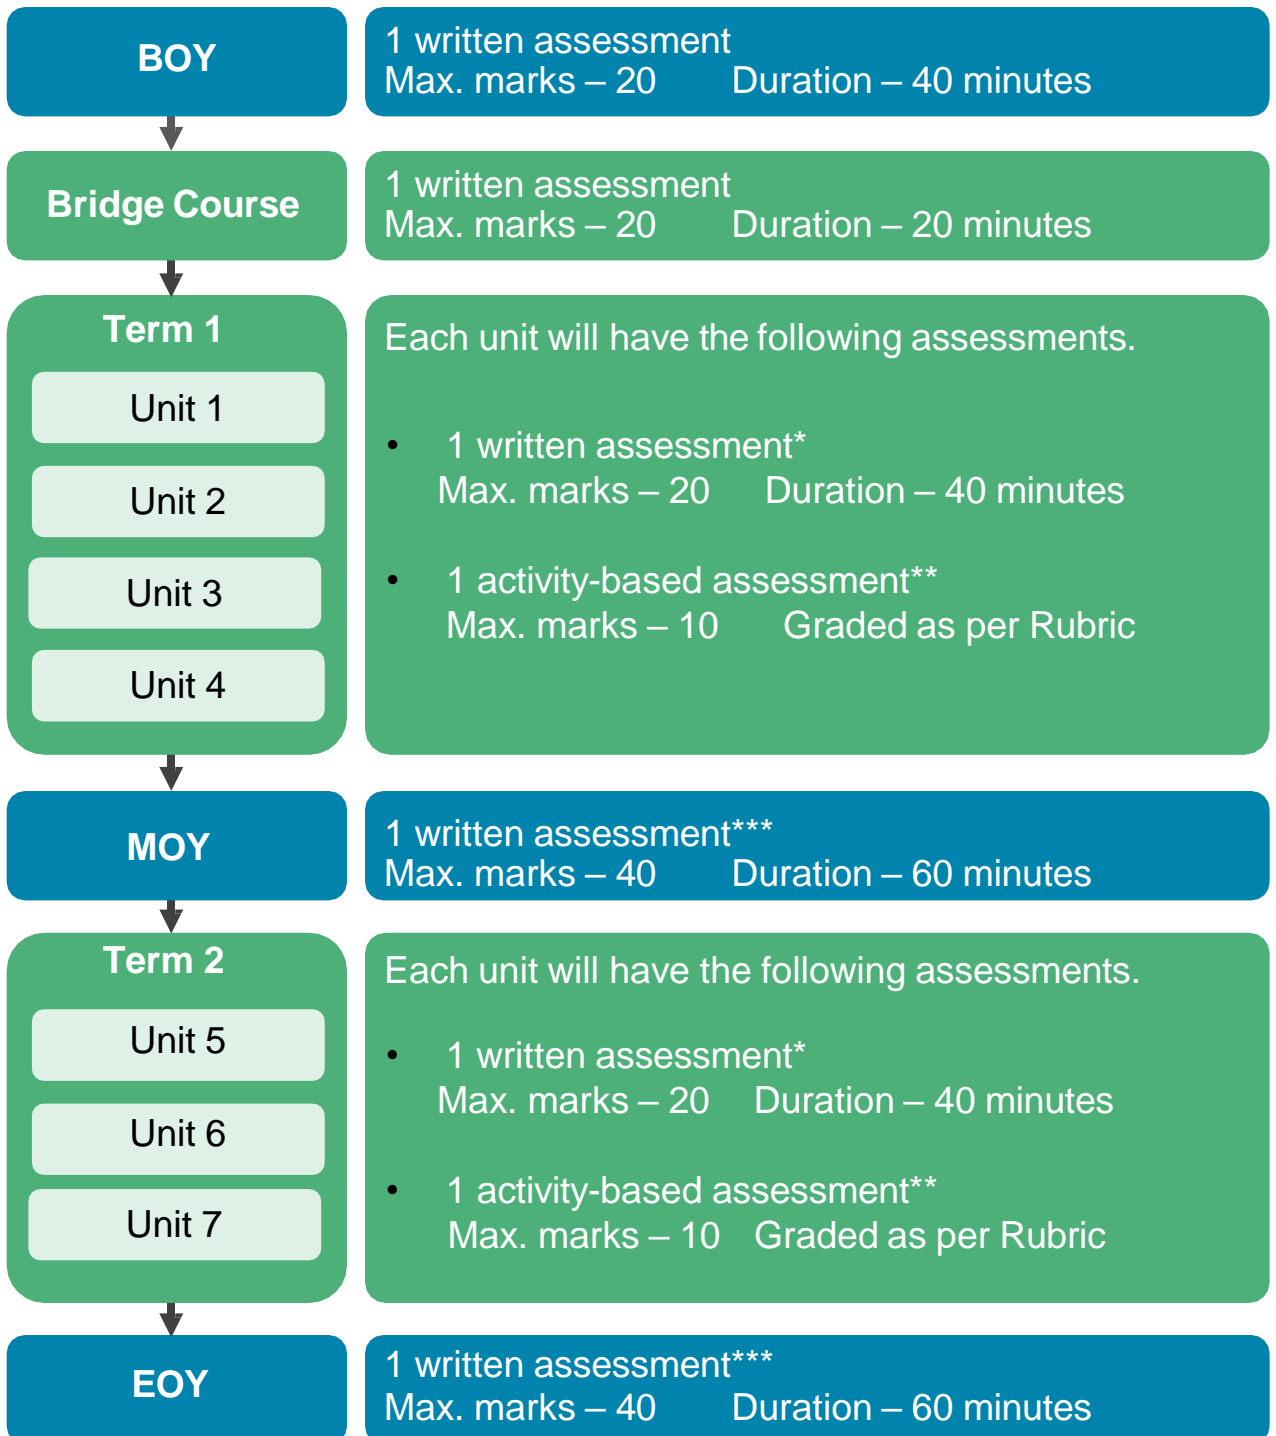 BOY
1 written assessment
Max. marks – 20 Duration – 40 minutes
Bridge Course
1 written assessment
Max. marks – 20 Duration – 20 minutes
Term 1
Unit 1
Unit 2
Unit 3
Unit 4
Each unit will have the following assessments.
• 1 written assessment*
Max. marks – 20 Duration – 40 minutes
• 1 activity-based assessment**
Max. marks – 10 Graded as per Rubric
MOY
1 written assessment***
Max. marks – 40 Duration – 60 minutes
Term 2
Unit 5
Unit 6
Unit 7
Each unit will have the following assessments.
• 1 written assessment*
Max. marks – 20 Duration – 40 minutes
• 1 activity-based assessment**
Max. marks – 10 Graded as per Rubric
EOY
1 written assessment***
Max. marks – 40 Duration – 60 minutes